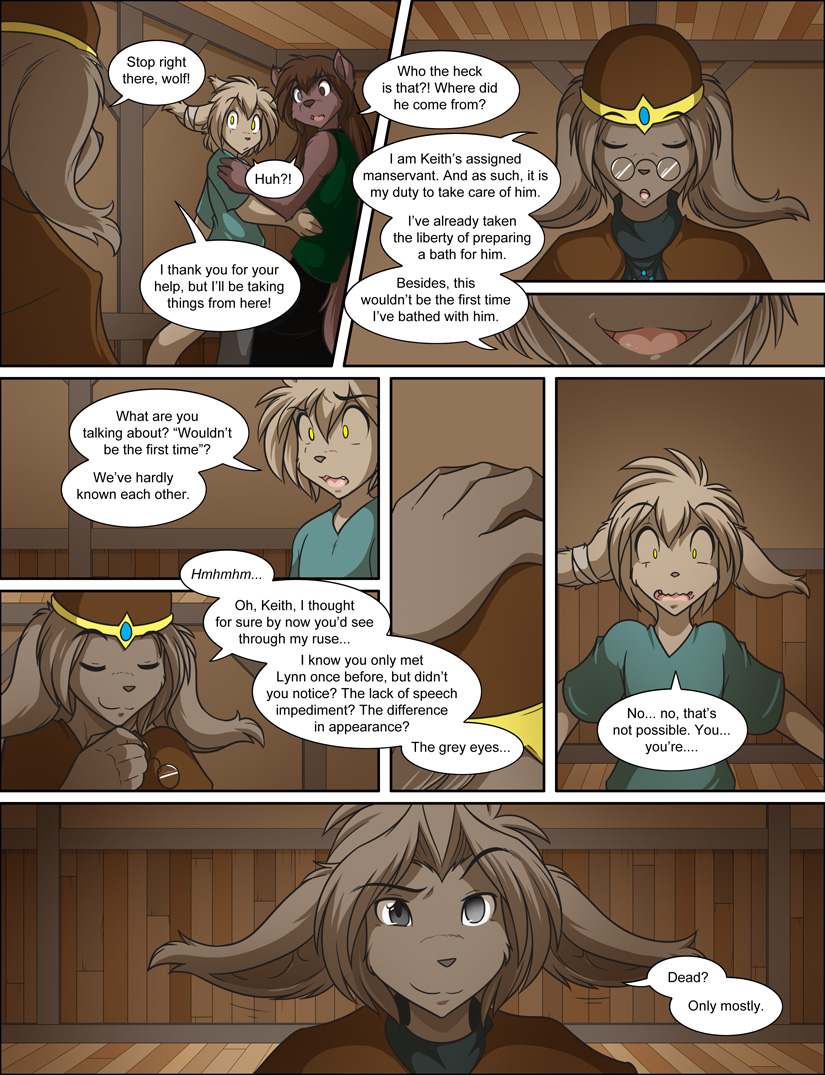 Stop right
there, wolf!
Huh?!
I thank you for your
help, but I'll be taking
things from here!
Who the heck
is that?! Where did
he come from?
I am Keith's assigned
manservant. And as such, it is
my duty to take care of him.
I've already taken
the liberty of preparing
a bath for him.
Besides, this
wouldn't be the first time
I've bathed with him.
What are you
talking about? "Wouldn't
be the first time"?
We've hardly
known each other.
Hmhmhm...
Oh, Keith, I thought
for sure by now you'd see
through my ruse...
I know you only met
Lynn once before, but didn't
you notice? The lack of speech
impediment? The difference
in appearance?
The grey eyes...
No... no, that's
not possible. You...
you're....
Dead?
Only mostly.